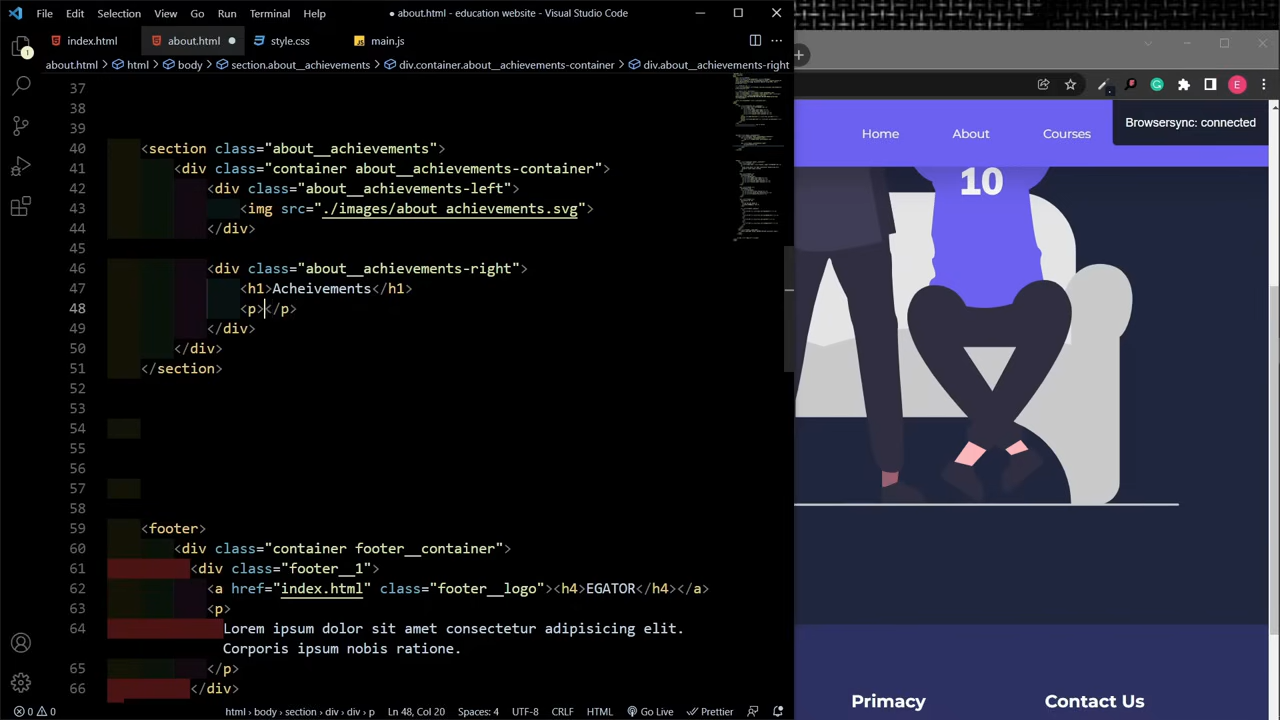 File Edit Selection View Go Run Terminal Help
● about.html - education website - Visual Studio Code
index.html about.html ● style.css main.js
about.html > html > body > section.about__achievements > div.container.about__achievements-container > div.about__achievements-right
37
38
39
40 <section class="about__achievements">
41 <div class="container about__achievements-container">
42 <div class="about__achievements-left">
43 <img src="./images/about achievements.svg">
44
45
46 <div class="about__achievements-right">
47 <h1>Acheivements</h1>
48 <p></p>
49 </div>
50 </div>
51 </section>
52
53
54
55
56
57
58
59 <footer>
60 <div class="container footer__container">
61 <div class="footer__1">
62 <a href="index.html" class="footer__logo"><h4>EGATOR</h4></a>
63 <p>
64 Lorem ipsum dolor sit amet consectetur adipisicing elit.
Corporis ipsum nobis ratione.
65 </p>
66 </div>
0 0 html > body > section > div > div > p Ln 48, Col 20 Spaces: 4 UTF-8 CRLF HTML Go Live Prettier
E
Home About Courses
Browsersync: connected
10
Primacy Contact Us